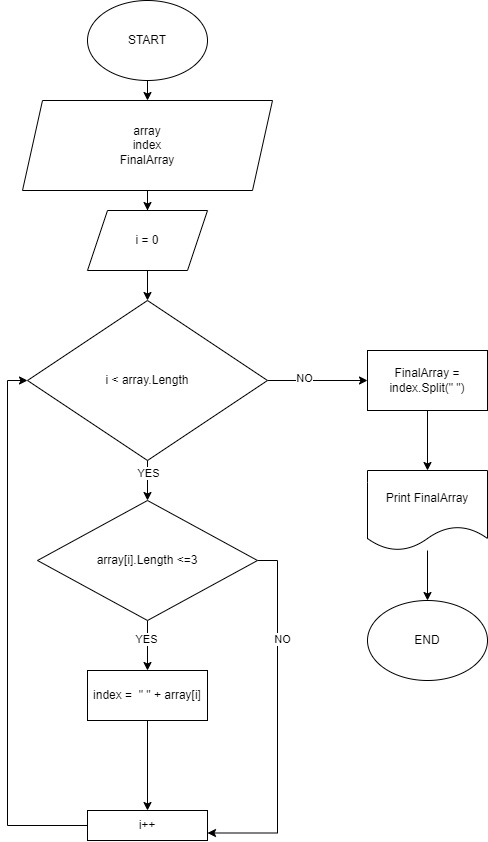 START
array
index
FinalArray
i = 0
i < array.Length
NO
FinalArray =
index.Split(" ")
YES
Print FinalArray
array[i].Length <=3
YES
NO
END
index =  " " + array[i]
i++